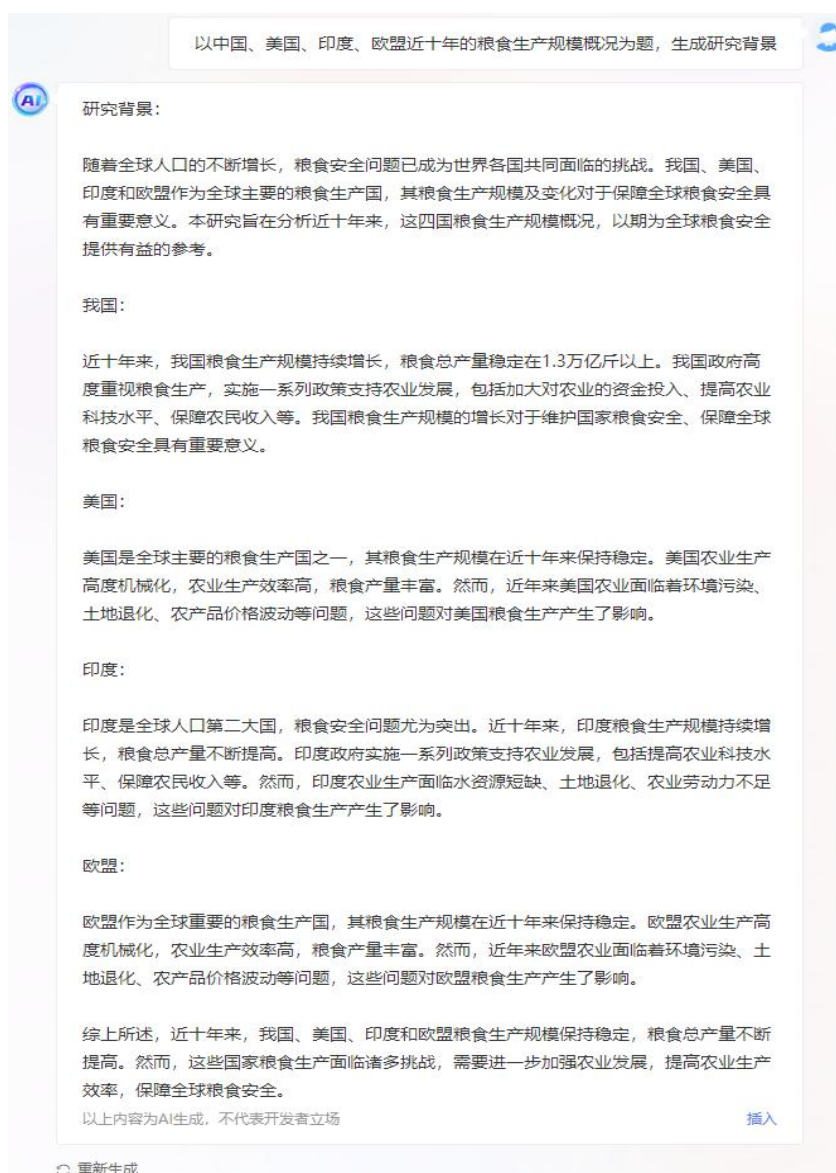 以中国、美国、印度、欧盟近十年的粮食生产规模概况为题，生成研究背景
AI
研究背景：
随着全球人口的不断增长，粮食安全问题已成为世界各国共同面临的挑战。我国、美国、
印度和欧盟作为全球主要的粮食生产国，其粮食生产规模及变化对于保障全球粮食安全具
有重要意义。本研究旨在分析近十年来，这四国粮食生产规模概况，以期为全球粮食安全
提供有益的参考。
我国：
近十年来，我国粮食生产规模持续增长，粮食总产量稳定在1.3万亿斤以上。我国政府高
度重视粮食生产，实施一系列政策支持农业发展，包括加大对农业的资金投入、提高农业
科技水平、保障农民收入等。我国粮食生产规模的增长对于维护国家粮食安全、保障全球
粮食安全具有重要意义。
美国：
美国是全球主要的粮食生产国之一，其粮食生产规模在近十年来保持稳定。美国农业生产
高度机械化，农业生产效率高，粮食产量丰富。然而，近年来美国农业面临着环境污染、
土地退化、农产品价格波动等问题，这些问题对美国粮食生产产生了影响。
印度：
印度是全球人口第二大国，粮食安全问题尤为突出。近十年来，印度粮食生产规模持续增
长，粮食总产量不断提高。印度政府实施一系列政策支持农业发展，包括提高农业科技水
平、保障农民收入等。然而，印度农业生产面临水资源短缺、土地退化、农业劳动力不足
等问题，这些问题对印度粮食生产产生了影响。
欧盟：
欧盟作为全球重要的粮食生产国，其粮食生产规模在近十年来保持稳定。欧盟农业生产高
度机械化，农业生产效率高，粮食产量丰富。然而，近年来欧盟农业面临着环境污染、土
地退化、农产品价格波动等问题，这些问题对欧盟粮食生产产生了影响。
综上所述，近十年来，我国、美国、印度和欧盟粮食生产规模保持稳定，粮食总产量不断
提高。然而，这些国家粮食生产面临诸多挑战，需要进一步加强农业发展，提高农业生产
效率，保障全球粮食安全。
以上内容为AI生成，不代表开发者立场 插入
重新生成